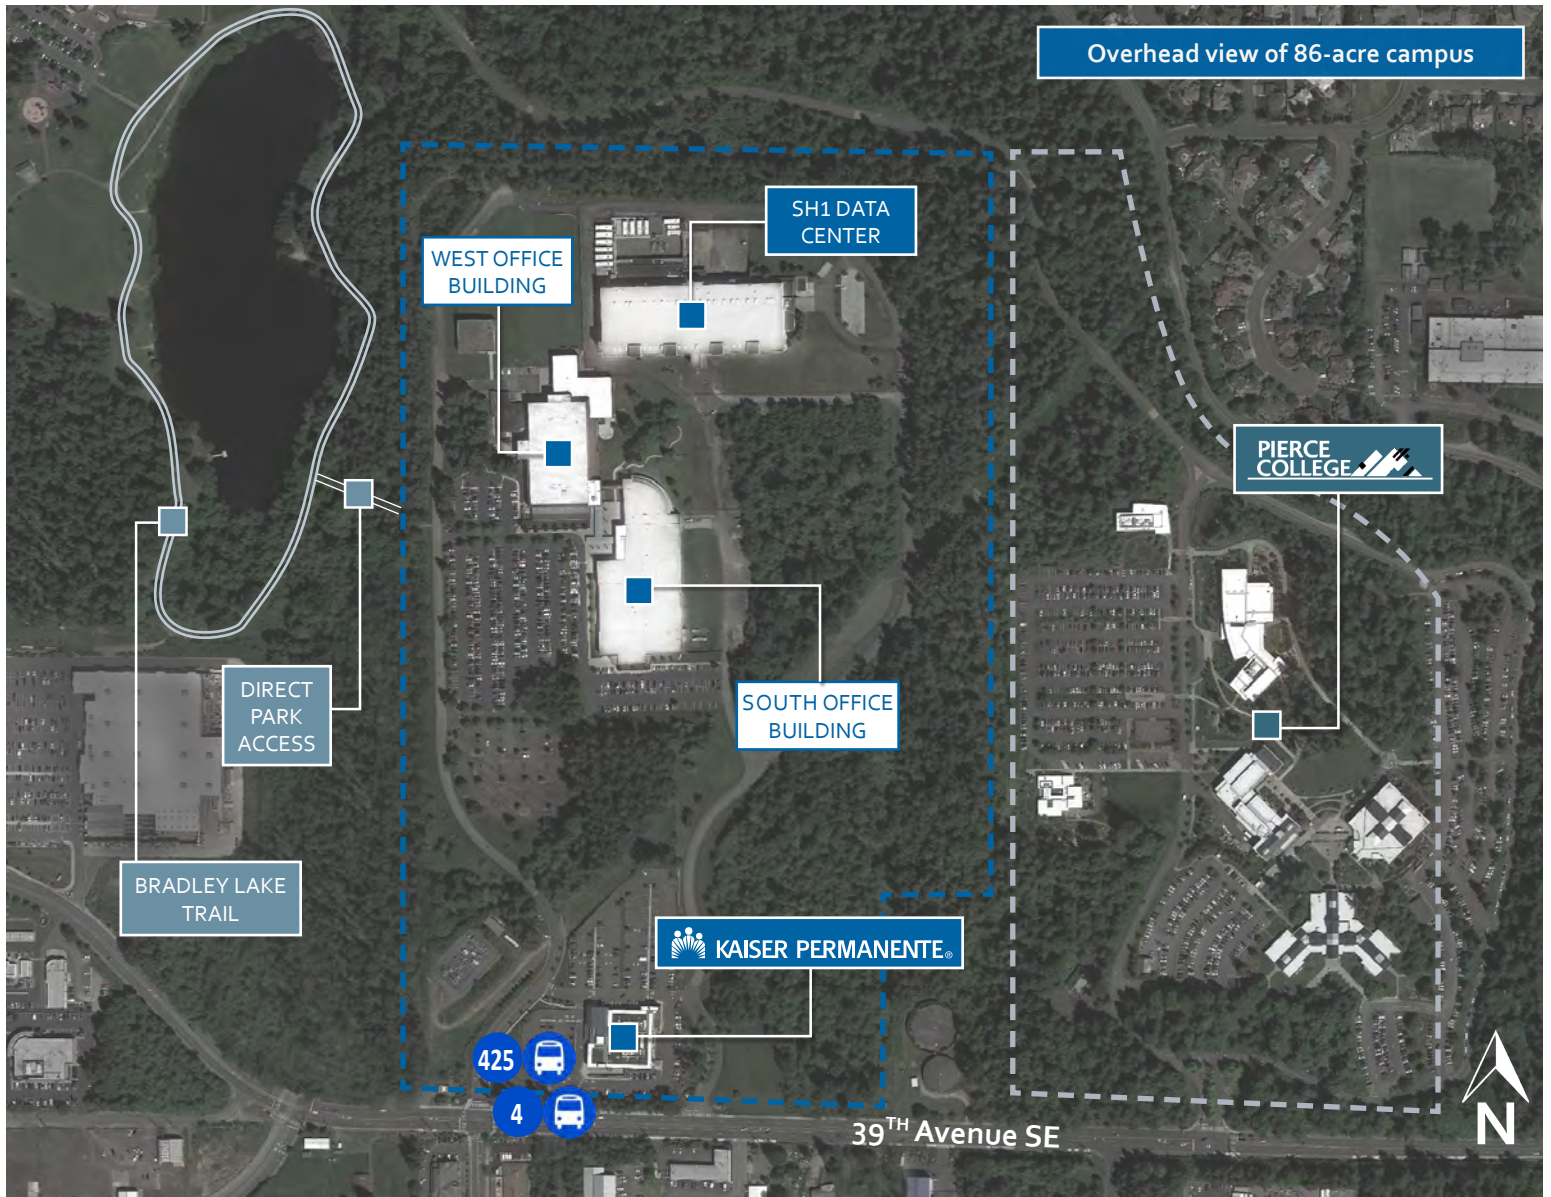 Overhead view of 86-acre campus
SH1 DATA
CENTER
WEST OFFICE
BUILDING
PIERCE
COLLEGE
DIRECT
PARK
ACCESS
SOUTH OFFICE
BUILDING
BRADLEY LAKE
TRAIL
KAISER PERMANENTE®
425
4
39TH Avenue SE
N